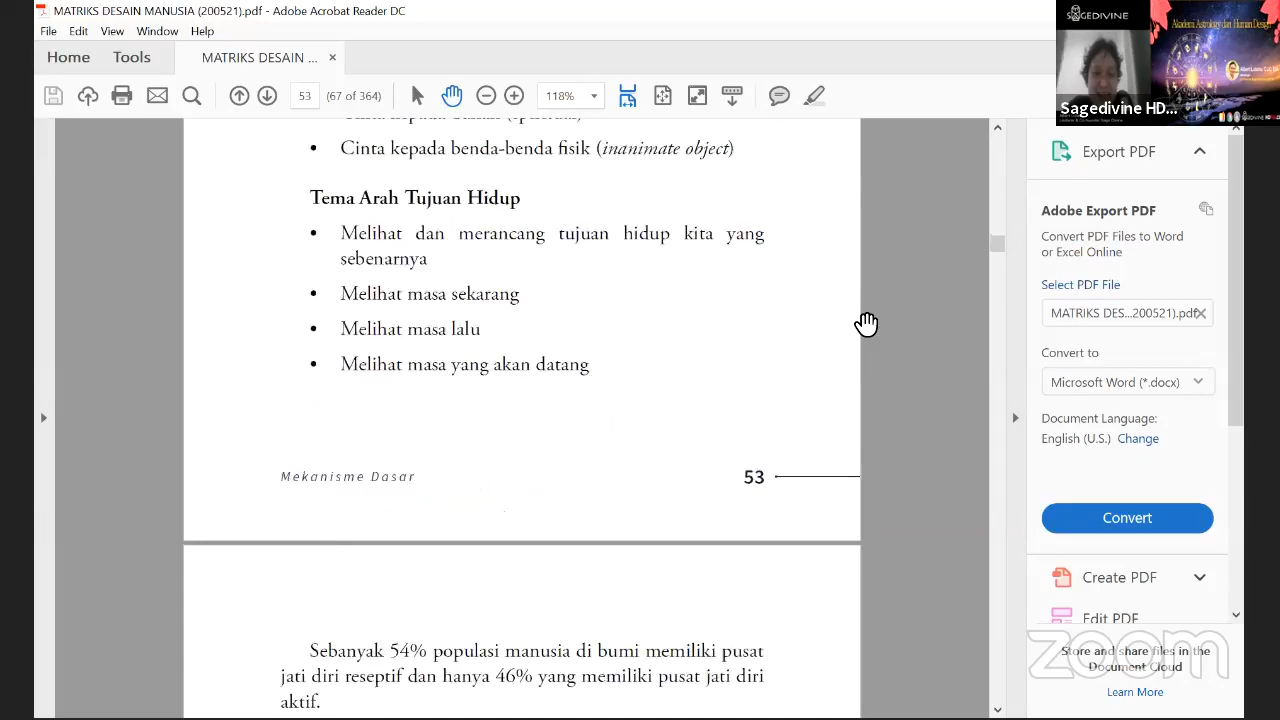 MATRIKS DESAIN MANUSIA (200521).pdf - Adobe Acrobat Reader DC
File Edit View Window Help
Home Tools MATRIKS DESAIN ... ×
53 (67 of 364) 118%
SAGEDIVINE
Akademi Astrology dan Human Design
Sagedivine HD...
• Cinta kepada benda-benda fisik (inanimate object)
Tema Arah Tujuan Hidup
• Melihat dan merancang tujuan hidup kita yang
sebenarnya
• Melihat masa sekarang
• Melihat masa lalu
• Melihat masa yang akan datang
Mekanisme Dasar 53
Sebanyak 54% populasi manusia di bumi memiliki pusat
jati diri reseptif dan hanya 46% yang memiliki pusat jati diri
aktif.
Export PDF
Adobe Export PDF
Convert PDF Files to Word
or Excel Online
Select PDF File
MATRIKS DES...200521).pdf
Convert to
Microsoft Word (*.docx)
Document Language:
English (U.S.) Change
Convert
Create PDF
Edit PDF
zoom
Store and share files in the
Document Cloud
Learn More